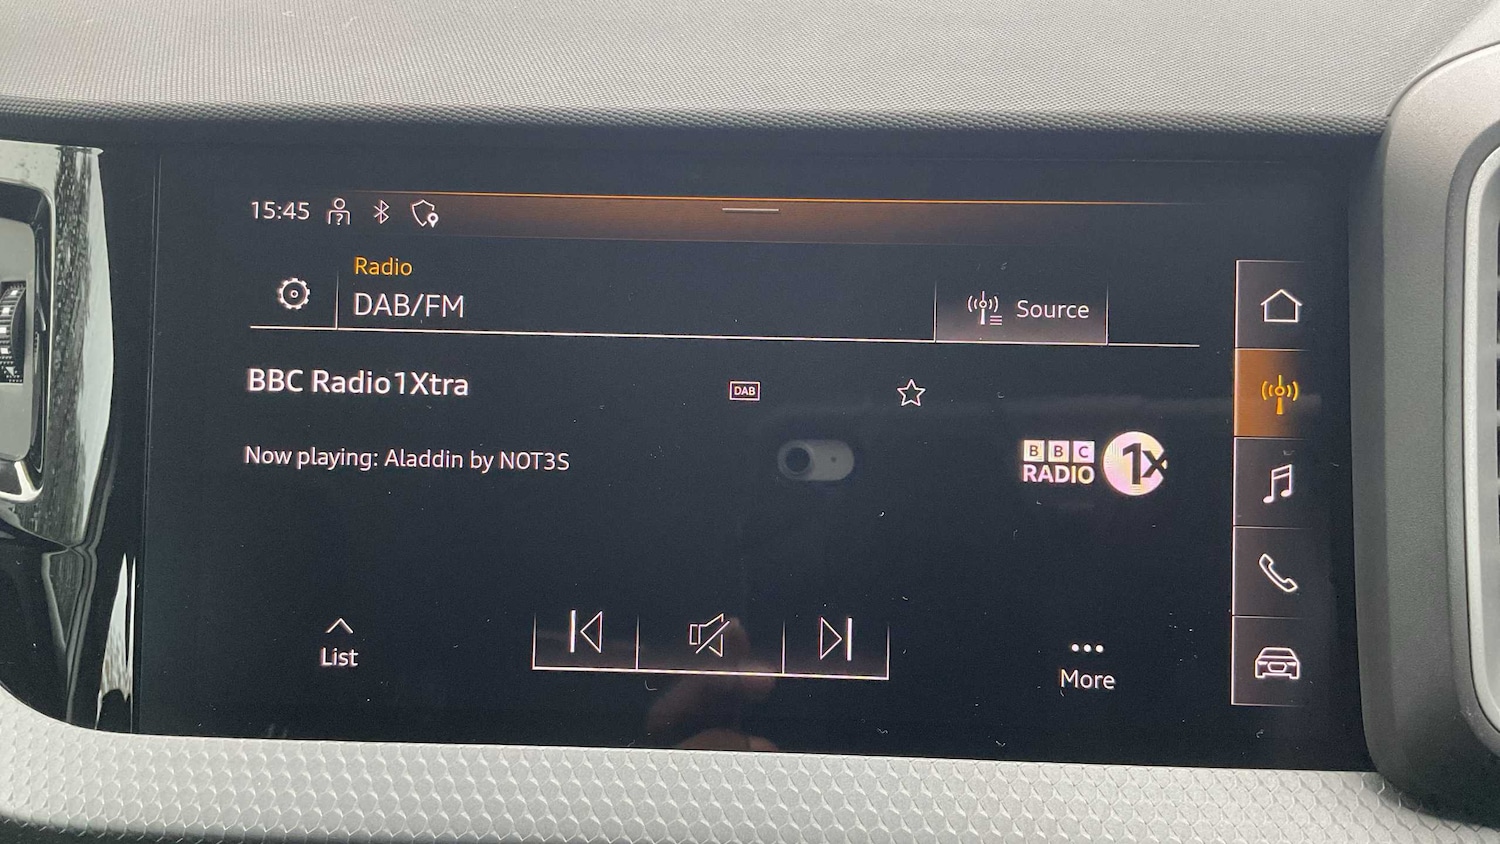 15:45
Radio
DAB/FM
Source
BBC Radio1Xtra
DAB
Now playing: Aladdin by NOT3S
BBC
RADIO 1X
List
More